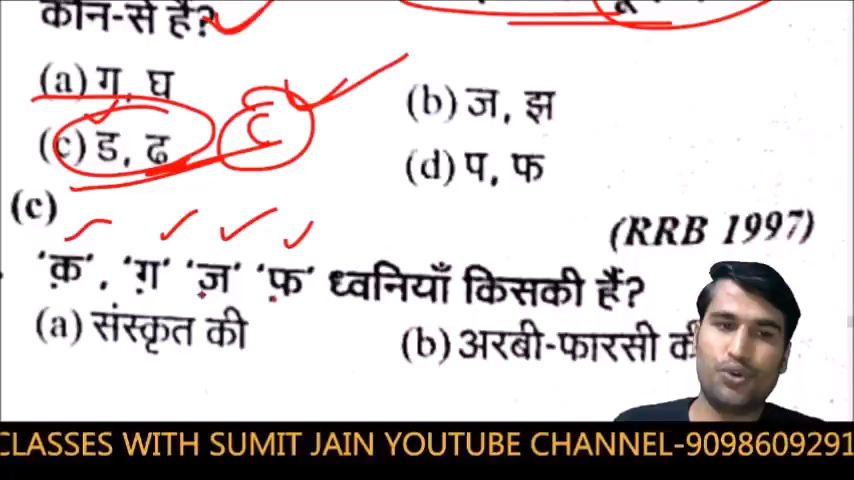 कौन-से हैं?
(a) ग, घ
(b) ज, झ
(c) ड, ढ
C
(d) प, फ
(c)
(RRB 1997)
'क़', 'ग़' 'ज़' 'फ़' ध्वनियाँ किसकी हैं?
(a) संस्कृत की
(b) अरबी-फारसी की
CLASSES WITH SUMIT JAIN YOUTUBE CHANNEL-9098609291